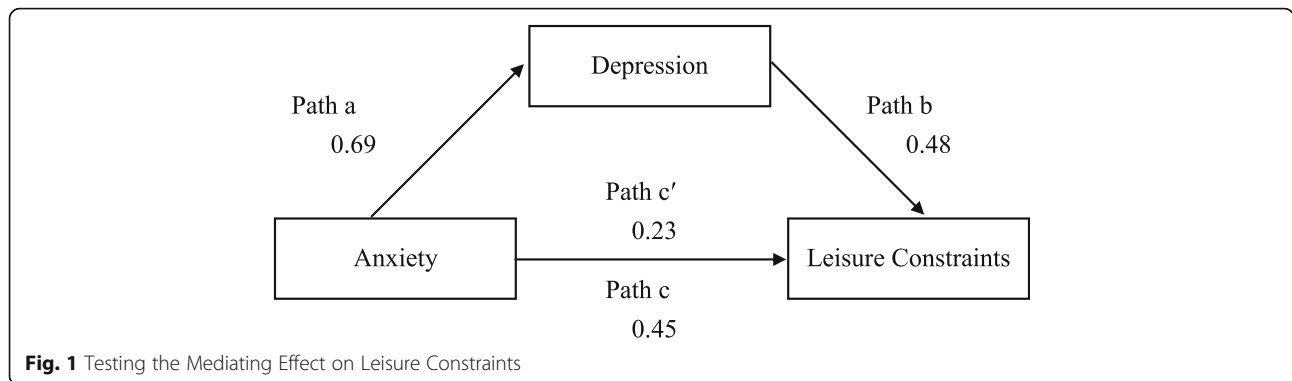 Depression
Path a
0.69
Path b
0.48
Path c′
0.23
Anxiety
Leisure Constraints
Path c
0.45
Fig. 1 Testing the Mediating Effect on Leisure Constraints